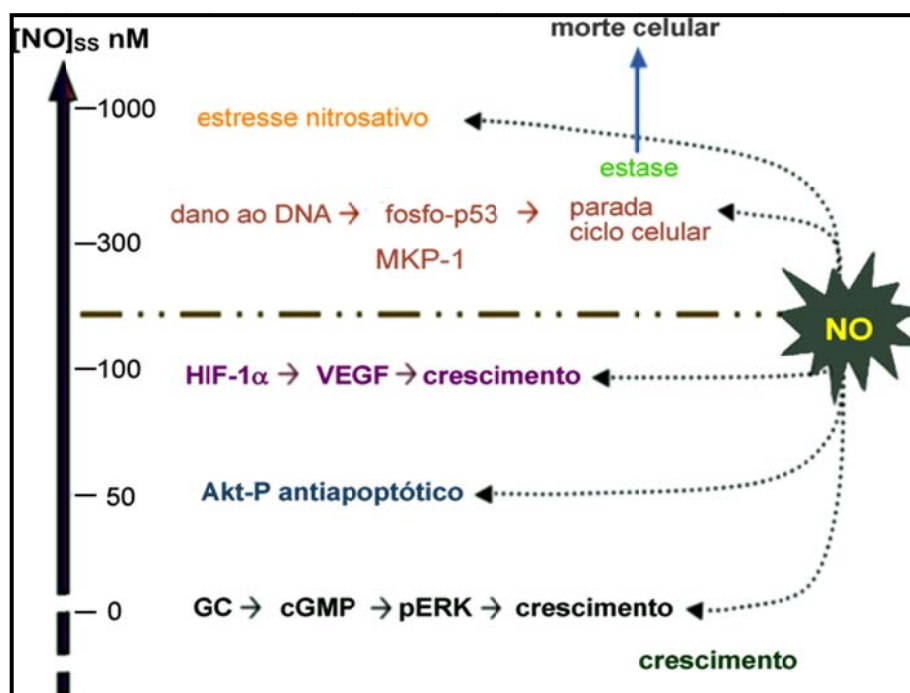 [NO]ss nM
morte celular
—1000
estresse nitrosativo
estase
dano ao DNA → fosfo-p53 → parada
ciclo celular
—300
MKP-1
NO
—100
HIF-1α → VEGF → crescimento
— 50
Akt-P antiapoptótico
— 0
GC → cGMP → pERK → crescimento
crescimento